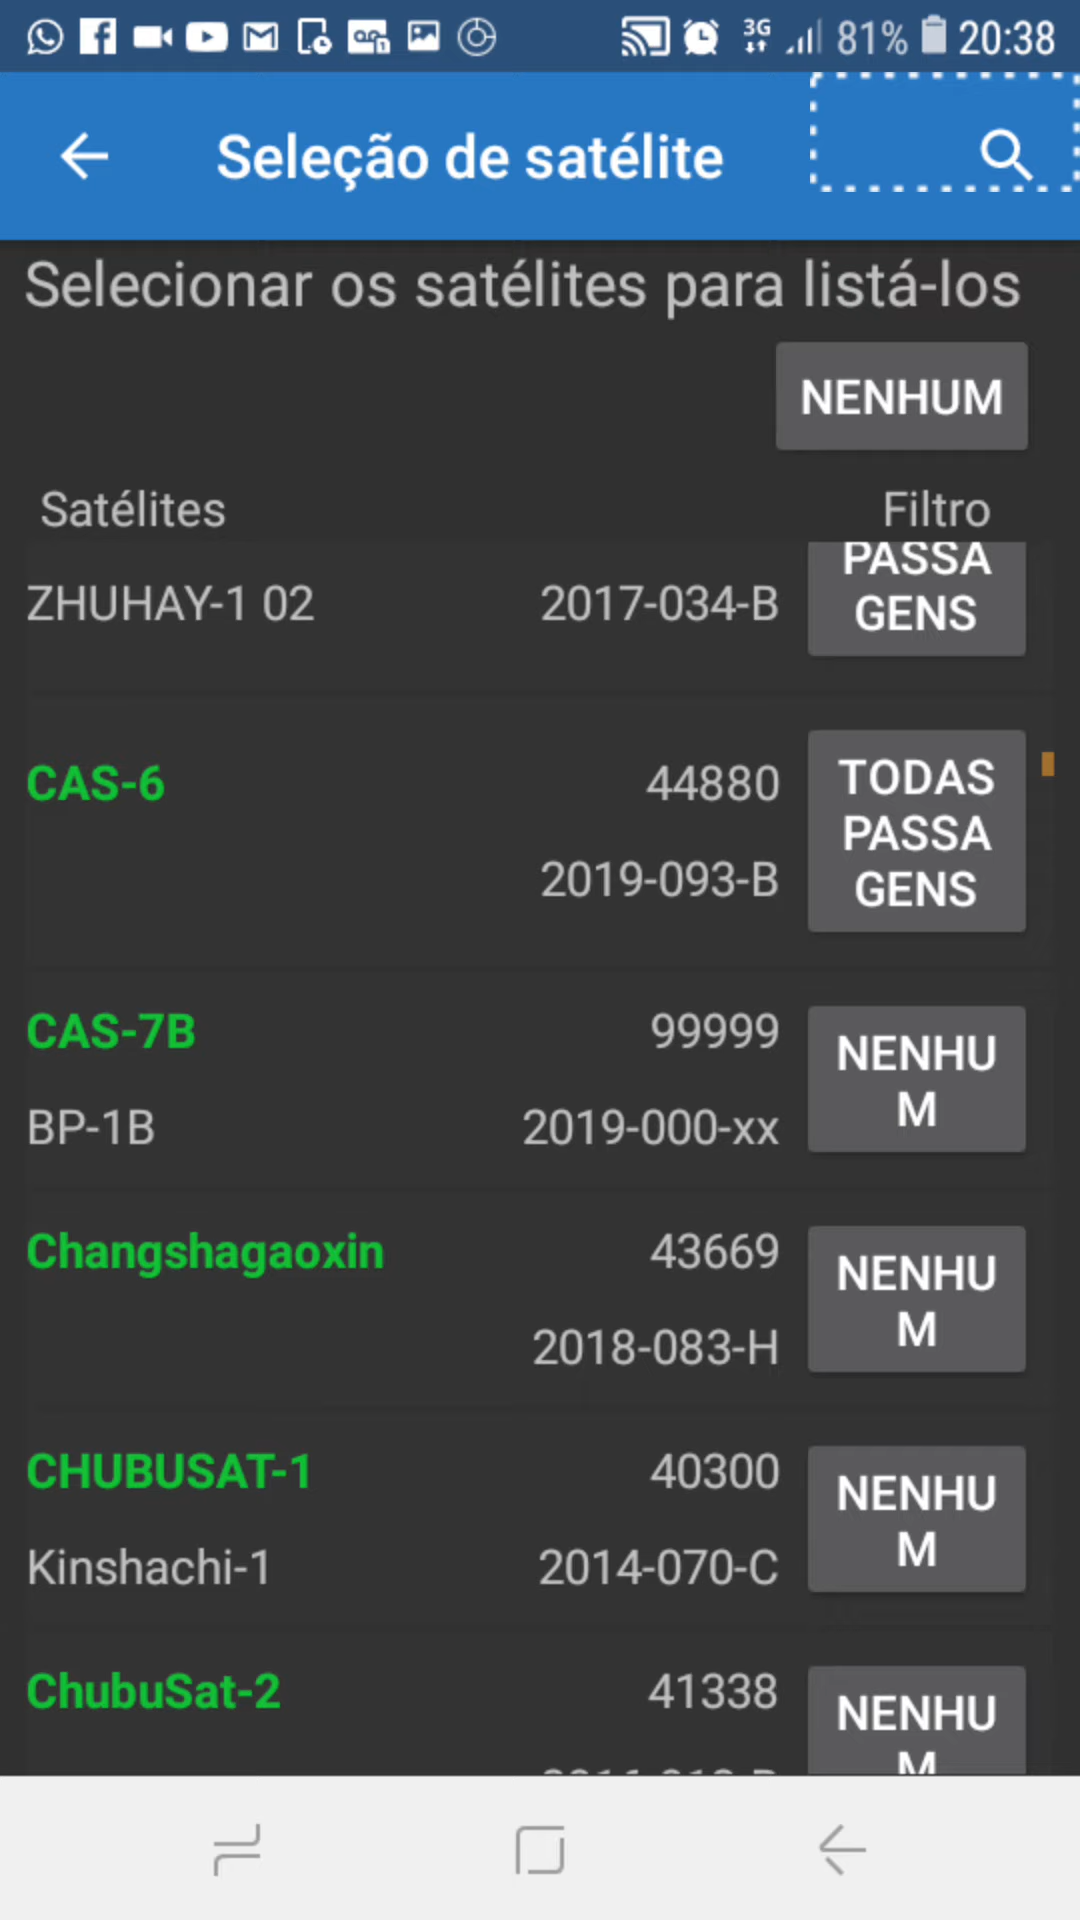 3G 81% 20:38
Seleção de satélite
Selecionar os satélites para listá-los
NENHUM
Satélites Filtro
ZHUHAY-1 02 2017-034-B
PASSA
GENS
CAS-6 44880
2019-093-B
TODAS
PASSA
GENS
CAS-7B 99999
BP-1B 2019-000-xx
NENHU
M
Changshagaoxin 43669
2018-083-H
NENHU
M
CHUBUSAT-1 40300
Kinshachi-1 2014-070-C
NENHU
M
ChubuSat-2 41338
NENHU
M